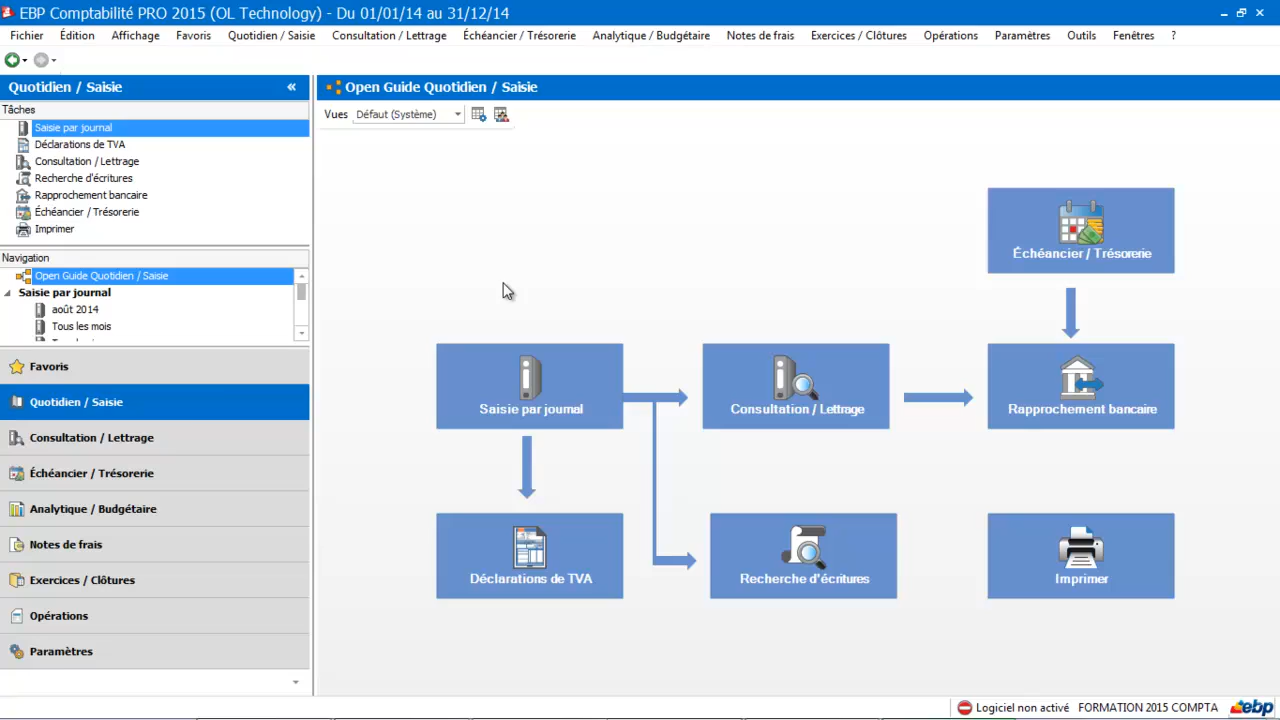 EBP Comptabilité PRO 2015 (OL Technology) - Du 01/01/14 au 31/12/14
Fichier Édition Affichage Favoris Quotidien / Saisie Consultation / Lettrage Échéancier / Trésorerie Analytique / Budgétaire Notes de frais Exercices / Clôtures Opérations Paramètres Outils Fenêtres ?
Quotidien / Saisie «
Tâches
Saisie par journal
Déclarations de TVA
Consultation / Lettrage
Recherche d'écritures
Rapprochement bancaire
Échéancier / Trésorerie
Imprimer
Navigation
Open Guide Quotidien / Saisie
Saisie par journal
août 2014
Tous les mois
Favoris
Quotidien / Saisie
Consultation / Lettrage
Échéancier / Trésorerie
Analytique / Budgétaire
Notes de frais
Exercices / Clôtures
Opérations
Paramètres
Open Guide Quotidien / Saisie
Vues Défaut (Système)
Échéancier / Trésorerie
Saisie par journal
Consultation / Lettrage
Rapprochement bancaire
Déclarations de TVA
Recherche d'écritures
Imprimer
Logiciel non activé FORMATION 2015 COMPTA ebp